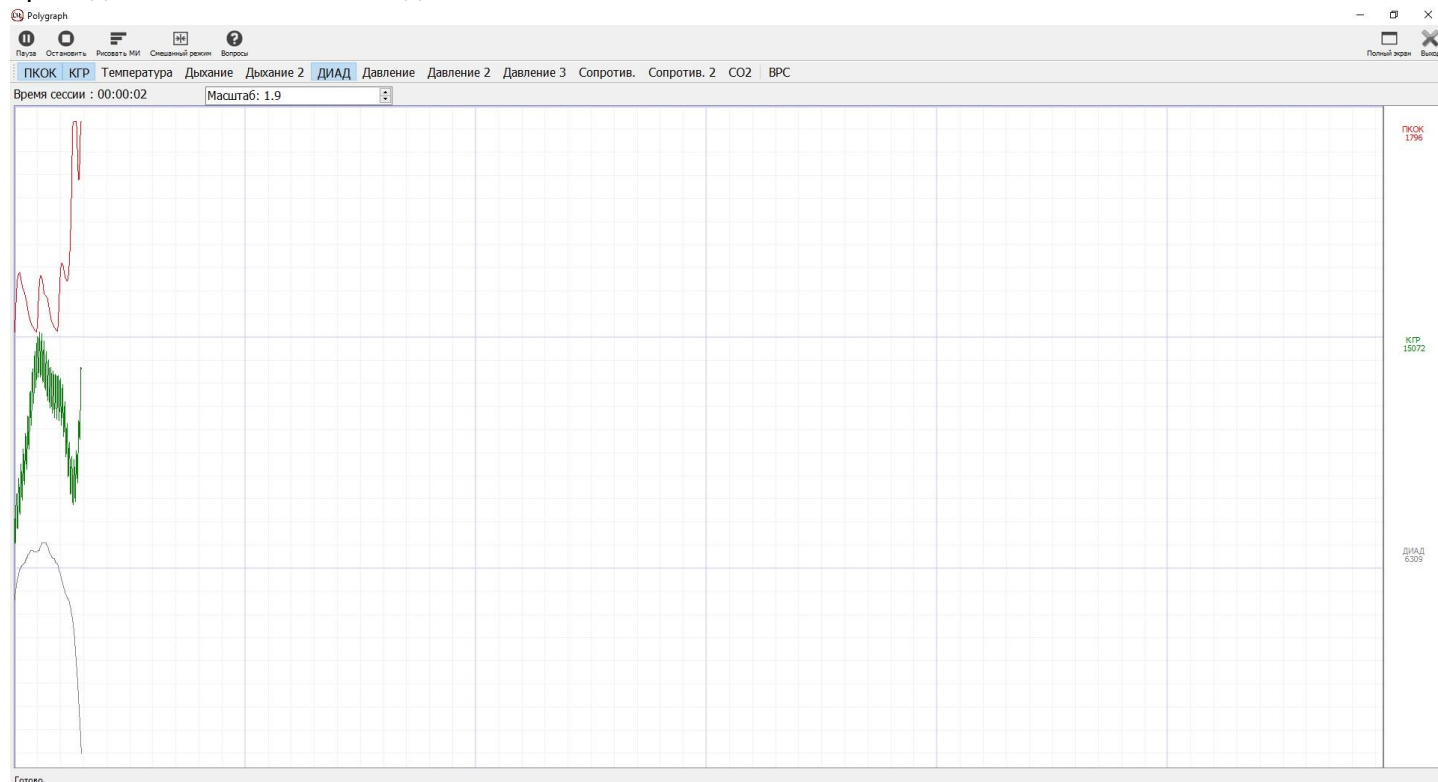 Polygraph
Пауза Остановить Рисовать МИ Смешанный режим Вопросы Полный экран Выход
ПКОК КГР Температура Дыхание Дыхание 2 ДИАД Давление Давление 2 Давление 3 Сопротив. Сопротив. 2 CO2 ВРС
Время сессии : 00:00:02 Масштаб: 1.9
ПКОК
1796
КГР
15072
ДИАД
6309
Готово